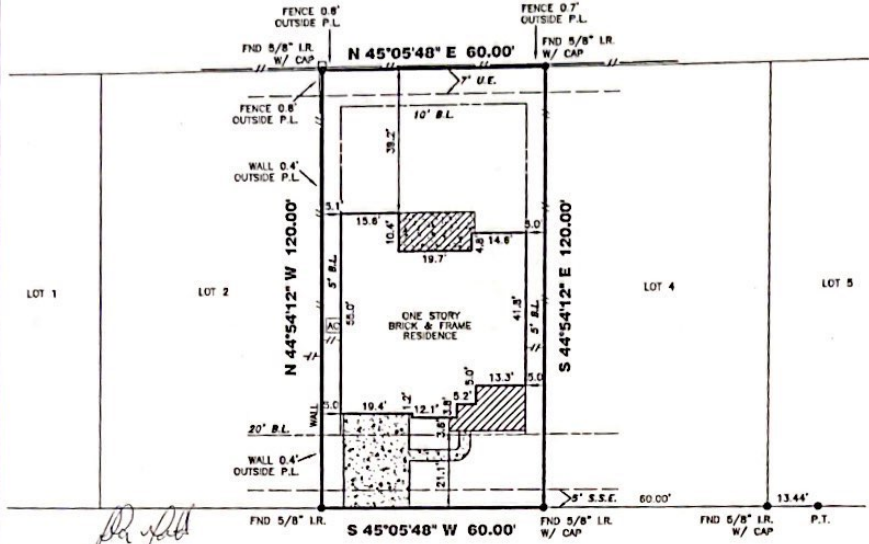 FENCE 0.6'
OUTSIDE P.L.
FENCE 0.7'
OUTSIDE P.L.
FND 5/8" I.R.
W/ CAP
N 45°05'48" E 60.00'
FND 5/8" I.R.
W/ CAP
7' U.E.
FENCE 0.6'
OUTSIDE P.L.
10' B.L.
39.2'
WALL 0.4'
OUTSIDE P.L.
5.1'
15.6'
10.4'
19.7'
4.8'
14.6'
5.0'
N 44°54'12" W 120.00'
5' B.L.
S 44°54'12" E 120.00'
LOT 1
LOT 2
LOT 4
LOT 5
55.0'
41.8'
5' B.L.
AC
ONE STORY
BRICK & FRAME
RESIDENCE
WALL
5.0'
19.4'
1.2'
12.1'
3.8'
5.2'
5.0'
13.3'
5.0'
3.6'
20' B.L.
WALL 0.4'
OUTSIDE P.L.
21.1'
5' S.S.E.
60.00'
13.44'
FND 5/8" I.R.
S 45°05'48" W 60.00'
FND 5/8" I.R.
W/ CAP
FND 5/8" I.R.
W/ CAP
P.T.